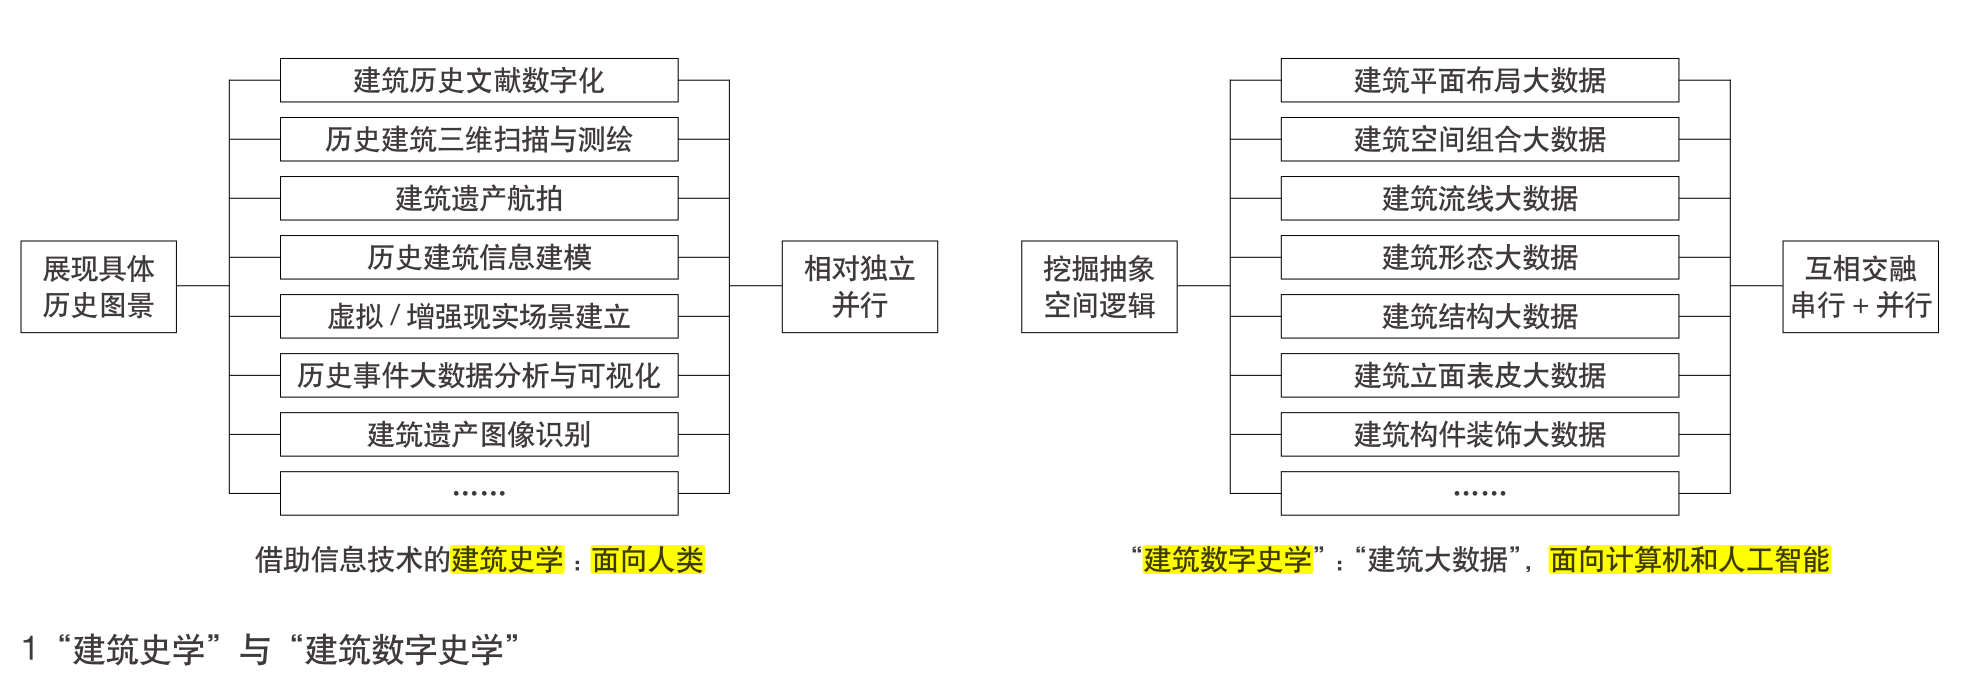 展现具体
历史图景
建筑历史文献数字化
历史建筑三维扫描与测绘
建筑遗产航拍
历史建筑信息建模
虚拟 / 增强现实场景建立
历史事件大数据分析与可视化
建筑遗产图像识别
……
相对独立
并行
借助信息技术的建筑史学：面向人类
挖掘抽象
空间逻辑
建筑平面布局大数据
建筑空间组合大数据
建筑流线大数据
建筑形态大数据
建筑结构大数据
建筑立面表皮大数据
建筑构件装饰大数据
……
互相交融
串行 + 并行
“建筑数字史学”：“建筑大数据”，面向计算机和人工智能
1 “建筑史学”与“建筑数字史学”